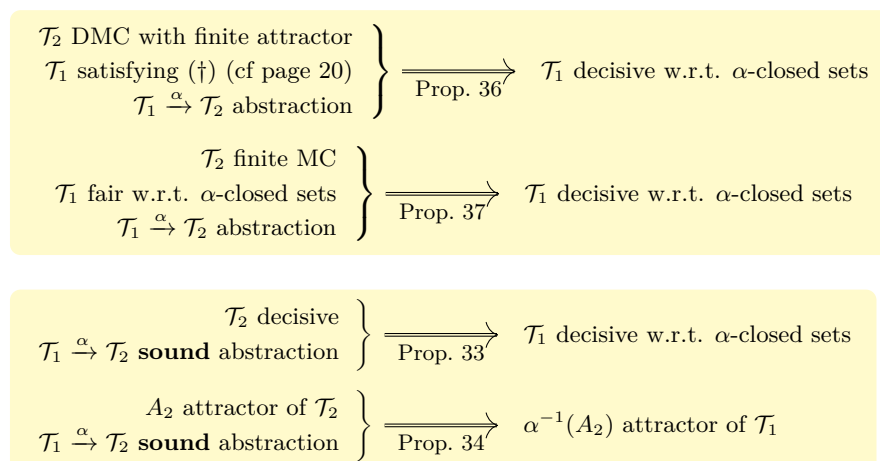 𝒯₂ DMC with finite attractor
𝒯₁ satisfying (†) (cf page 20)
𝒯₁ →^α 𝒯₂ abstraction
⟹ Prop. 36
𝒯₁ decisive w.r.t. α-closed sets
𝒯₂ finite MC
𝒯₁ fair w.r.t. α-closed sets
𝒯₁ →^α 𝒯₂ abstraction
⟹ Prop. 37
𝒯₁ decisive w.r.t. α-closed sets
𝒯₂ decisive
𝒯₁ →^α 𝒯₂ sound abstraction
⟹ Prop. 33
𝒯₁ decisive w.r.t. α-closed sets
A₂ attractor of 𝒯₂
𝒯₁ →^α 𝒯₂ sound abstraction
⟹ Prop. 34
α⁻¹(A₂) attractor of 𝒯₁